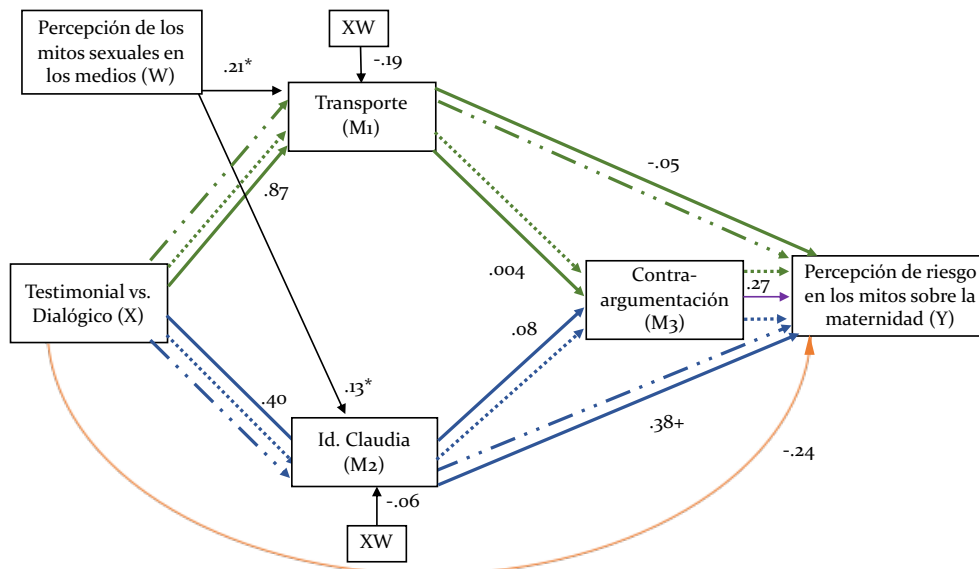 Percepción de los
mitos sexuales en
los medios (W)
XW
.21*
-.19
Transporte
(M1)
-.05
.87
.004
Testimonial vs.
Dialógico (X)
Contra-
argumentación
(M3)
.27
Percepción de riesgo
en los mitos sobre la
maternidad (Y)
.08
.40
.13*
.38+
Id. Claudia
(M2)
-.24
-.06
XW